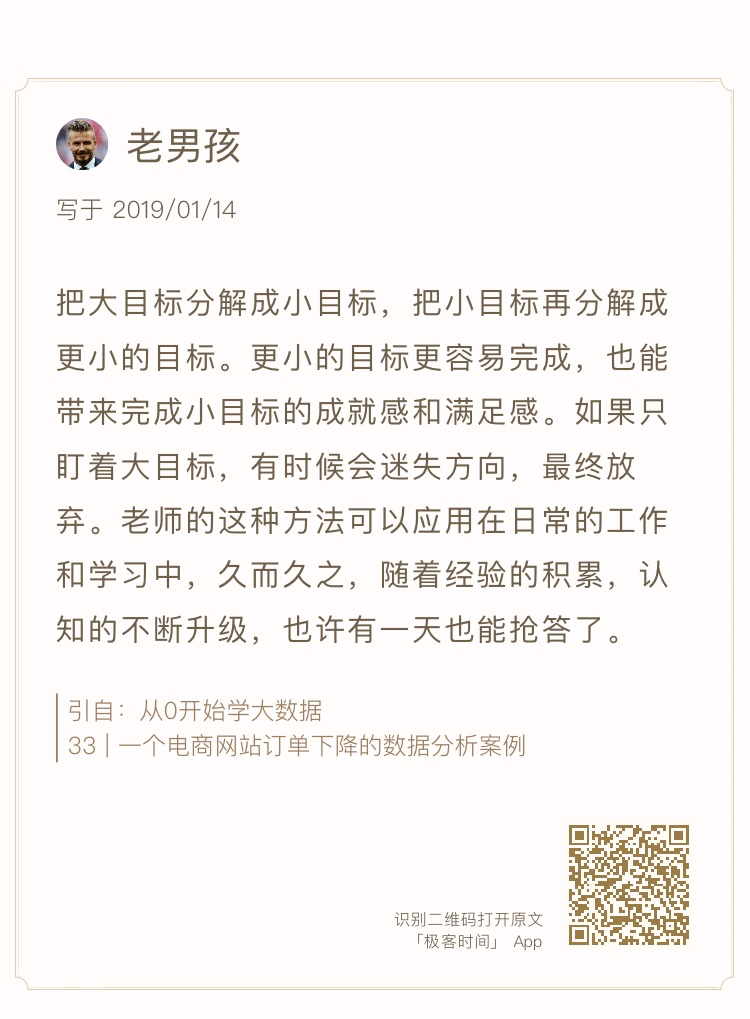 老男孩
写于 2019/01/14
把大目标分解成小目标，把小目标再分解成
更小的目标。更小的目标更容易完成，也能
带来完成小目标的成就感和满足感。如果只
盯着大目标，有时候会迷失方向，最终放
弃。老师的这种方法可以应用在日常的工作
和学习中，久而久之，随着经验的积累，认
知的不断升级，也许有一天也能抢答了。
引自：从0开始学大数据
33 | 一个电商网站订单下降的数据分析案例
识别二维码打开原文
「极客时间」 App